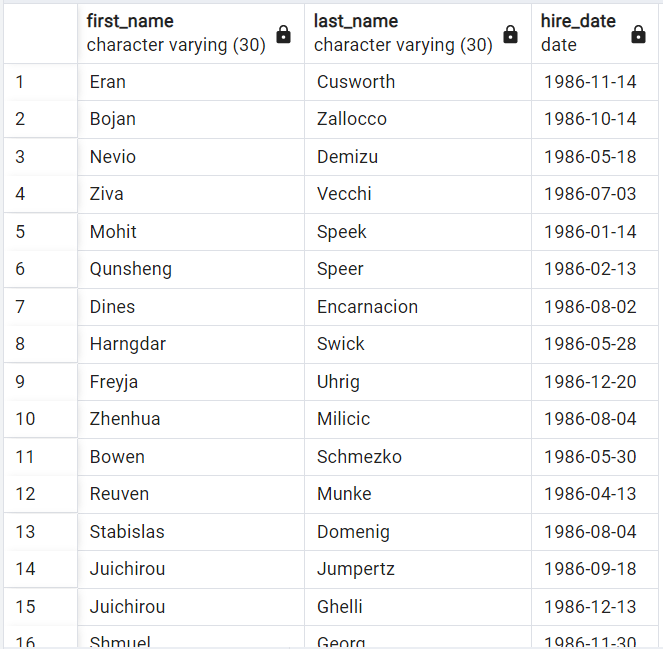 first_name last_name hire_date
character varying (30) character varying (30) date
1 Eran Cusworth 1986-11-14
2 Bojan Zallocco 1986-10-14
3 Nevio Demizu 1986-05-18
4 Ziva Vecchi 1986-07-03
5 Mohit Speek 1986-01-14
6 Qunsheng Speer 1986-02-13
7 Dines Encarnacion 1986-08-02
8 Harngdar Swick 1986-05-28
9 Freyja Uhrig 1986-12-20
10 Zhenhua Milicic 1986-08-04
11 Bowen Schmezko 1986-05-30
12 Reuven Munke 1986-04-13
13 Stabislas Domenig 1986-08-04
14 Juichirou Jumpertz 1986-09-18
15 Juichirou Ghelli 1986-12-13
16 Shmuel Georg 1986-11-30